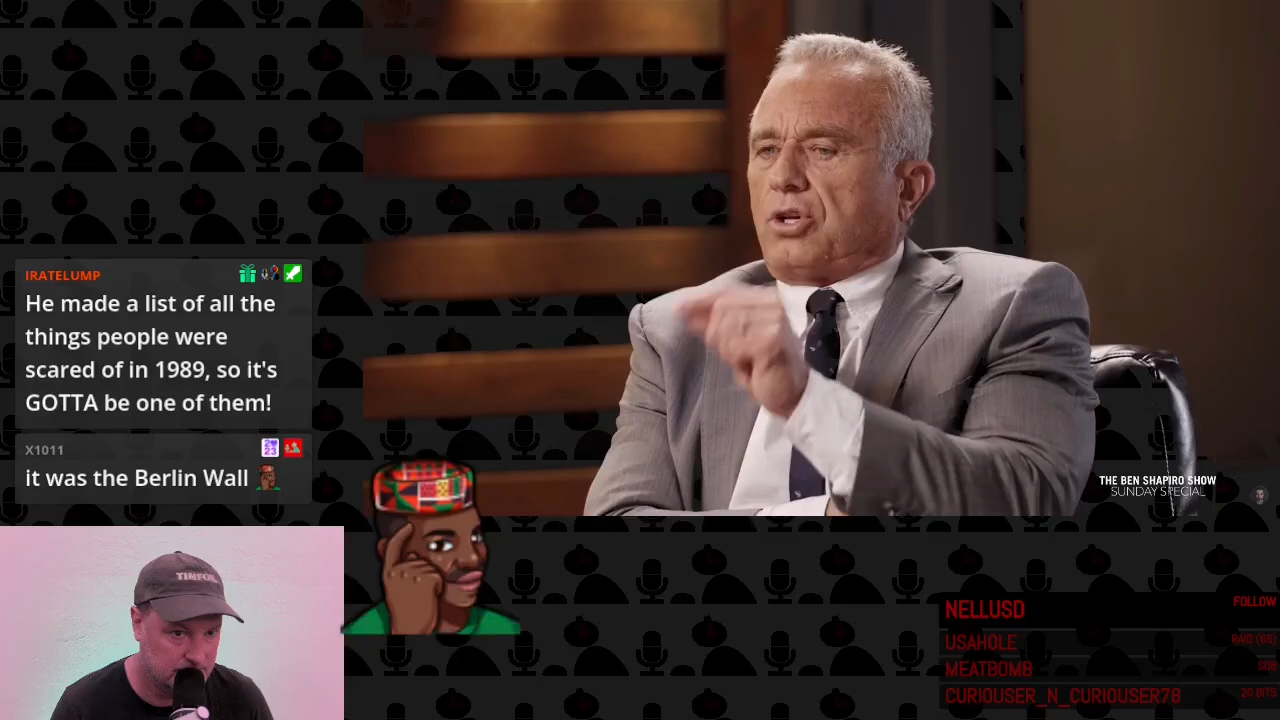 IRATELUMP
He made a list of all the
things people were
scared of in 1989, so it's
GOTTA be one of them!
X1011
it was the Berlin Wall
THE BEN SHAPIRO SHOW
SUNDAY SPECIAL
NELLUSD FOLLOW
USAHOLE RAID (66)
MEATBOMB SUB
CURIOUSER_N_CURIOUSER78 20 BITS